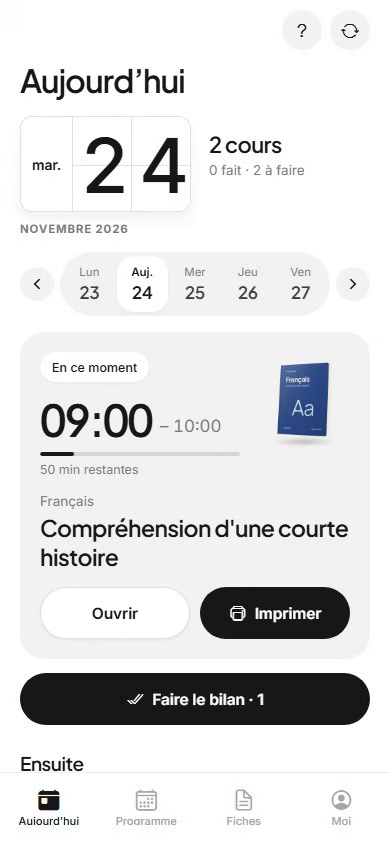 ?
Aujourd'hui
mar. 24
2 cours
0 fait · 2 à faire
NOVEMBRE 2026
Lun Auj. Mer Jeu Ven
23 24 25 26 27
En ce moment
Français
Aa
09:00 – 10:00
50 min restantes
Français
Compréhension d'une courte
histoire
Ouvrir Imprimer
Faire le bilan · 1
Ensuite
Aujourd'hui Programme Fiches Moi